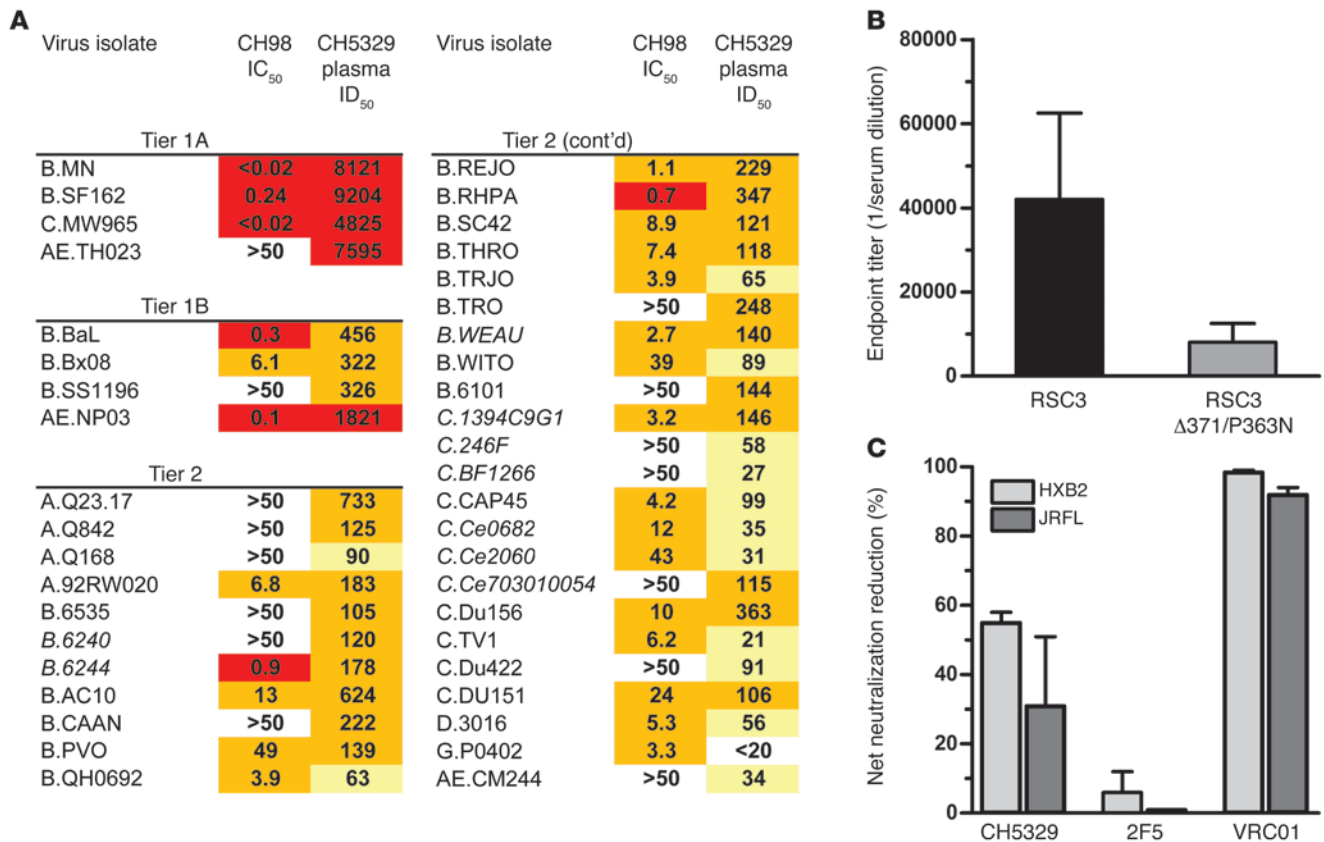 A
Virus isolate CH98 IC50 CH5329 plasma ID50
Tier 1A
B.MN <0.02 8121
B.SF162 0.24 9204
C.MW965 <0.02 4825
AE.TH023 >50 7595
Tier 1B
B.BaL 0.3 456
B.Bx08 6.1 322
B.SS1196 >50 326
AE.NP03 0.1 1821
Tier 2
A.Q23.17 >50 733
A.Q842 >50 125
A.Q168 >50 90
A.92RW020 6.8 183
B.6535 >50 105
B.6240 >50 120
B.6244 0.9 178
B.AC10 13 624
B.CAAN >50 222
B.PVO 49 139
B.QH0692 3.9 63
Virus isolate CH98 IC50 CH5329 plasma ID50
Tier 2 (cont'd)
B.REJO 1.1 229
B.RHPA 0.7 347
B.SC42 8.9 121
B.THRO 7.4 118
B.TRJO 3.9 65
B.TRO >50 248
B.WEAU 2.7 140
B.WITO 39 89
B.6101 >50 144
C.1394C9G1 3.2 146
C.246F >50 58
C.BF1266 >50 27
C.CAP45 4.2 99
C.Ce0682 12 35
C.Ce2060 43 31
C.Ce703010054 >50 115
C.Du156 10 363
C.TV1 6.2 21
C.Du422 >50 91
C.DU151 24 106
D.3016 5.3 56
G.P0402 3.3 <20
AE.CM244 >50 34
B
Endpoint titer (1/serum dilution)
80000
60000
40000
20000
0
RSC3 RSC3
Δ371/P363N
C
Net neutralization reduction (%)
100
80
60
40
20
0
HXB2
JRFL
CH5329 2F5 VRC01